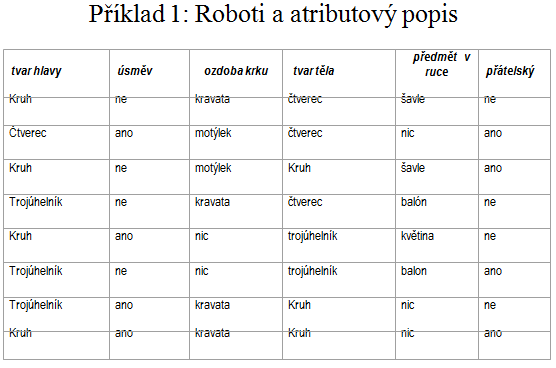 Příklad 1: Roboti a atributový popis
tvar hlavy úsměv ozdoba krku tvar těla předmět v ruce přátelský
Kruh ne kravata čtverec šavle ne
Čtverec ano motýlek čtverec nic ano
Kruh ne motýlek Kruh šavle ano
Trojúhelník ne kravata čtverec balón ne
Kruh ano nic trojúhelník květina ne
Trojúhelník ne nic trojúhelník balon ano
Trojúhelník ano kravata Kruh nic ne
Kruh ano kravata Kruh nic ano